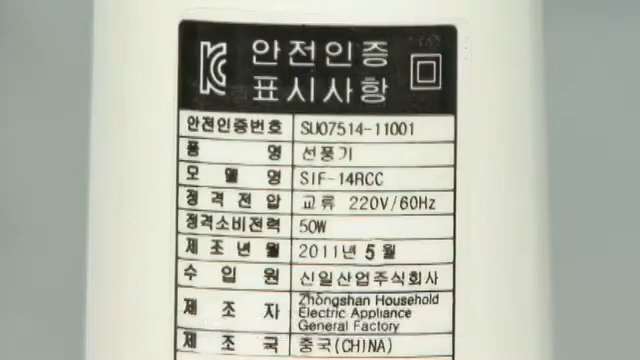 안전인증
표시사항
안전인증번호 SU07514-11001
품 명 선풍기
모 델 명 SIF-14RCC
정격전압 교류 220V/60Hz
정격소비전력 50W
제조년월 2011년 5월
수 입 원 신일산업주식회사
제 조 자 Zhongshan Household
Electric Appliance
General Factory
제 조 국 중국(CHINA)